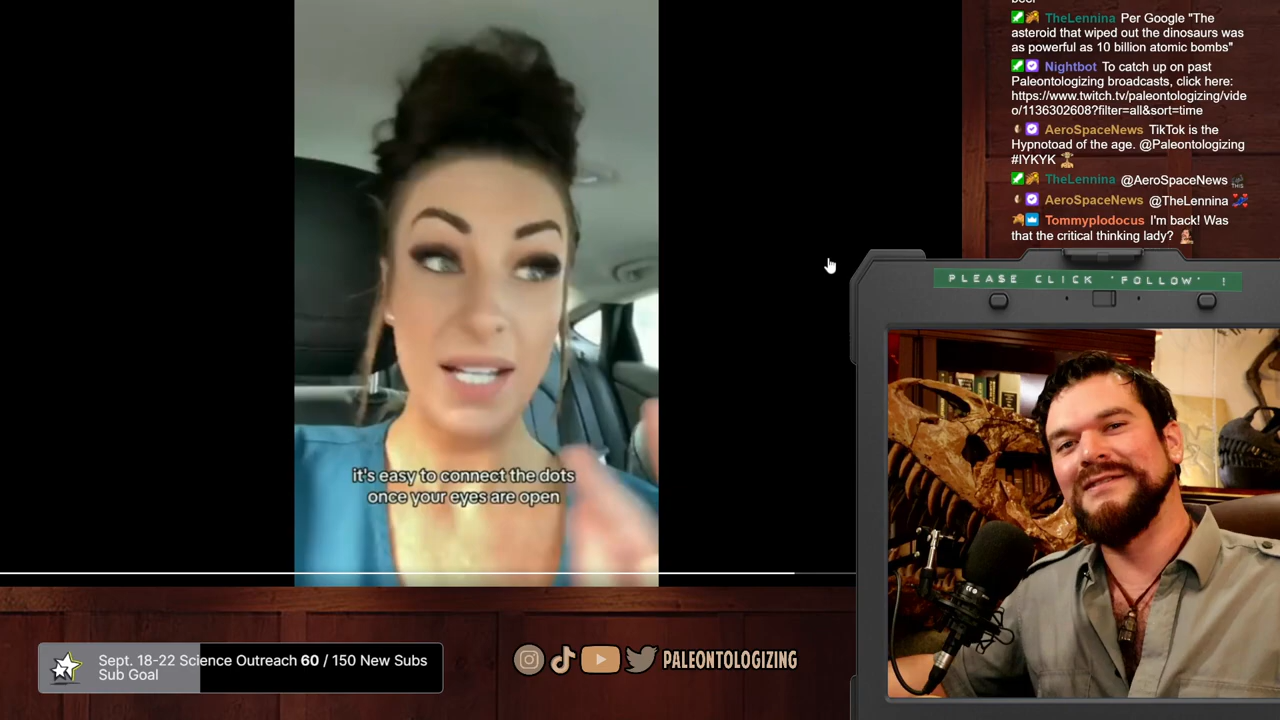 it's easy to connect the dots
once your eyes are open
TheLennina Per Google "The
asteroid that wiped out the dinosaurs was
as powerful as 10 billion atomic bombs"
Nightbot To catch up on past
Paleontologizing broadcasts, click here:
https://www.twitch.tv/paleontologizing/vide
o/1136302608?filter=all&sort=time
AeroSpaceNews TikTok is the
Hypnotoad of the age. @Paleontologizing
#IYKYK
TheLennina @AeroSpaceNews
AeroSpaceNews @TheLennina
Tommyplodocus I'm back! Was
that the critical thinking lady?
PLEASE CLICK "FOLLOW" !
Sept. 18-22 Science Outreach 60 / 150 New Subs
Sub Goal
PALEONTOLOGIZING